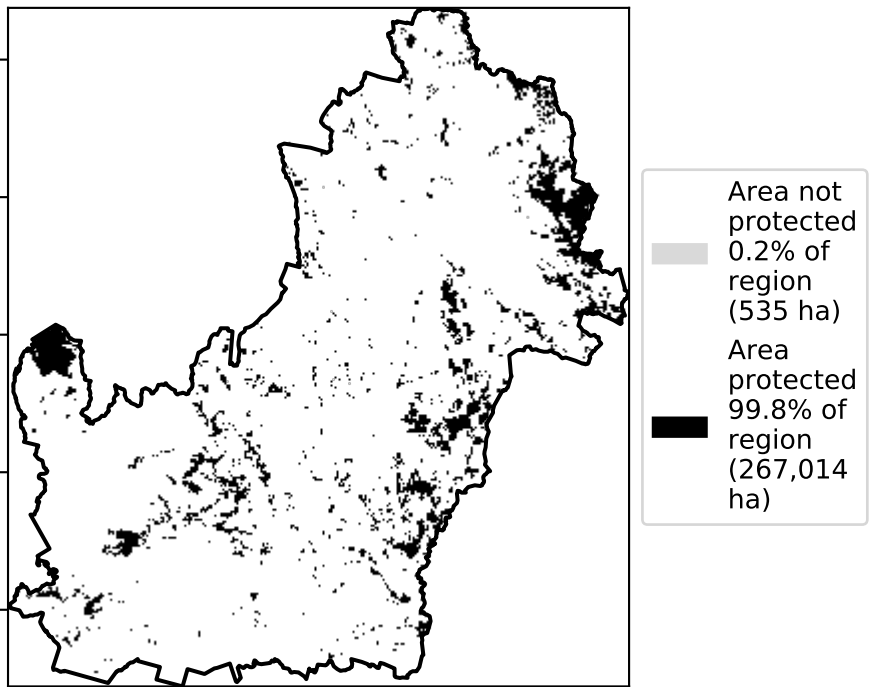 Area not
protected
0.2% of
region
(535 ha)
Area
protected
99.8% of
region
(267,014
ha)